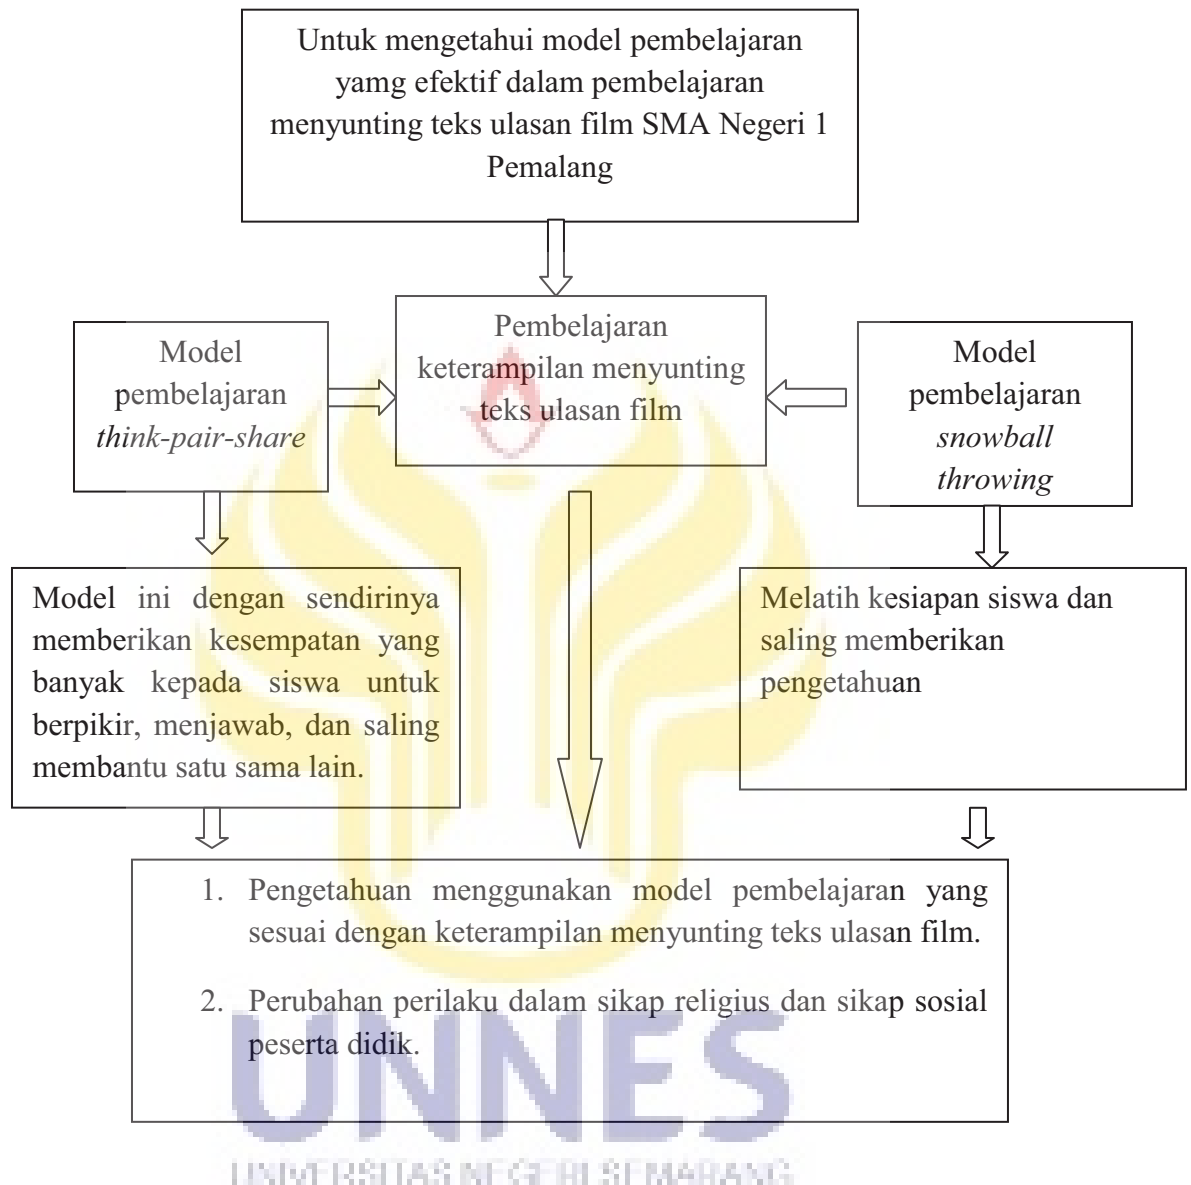 Untuk mengetahui model pembelajaran
yamg efektif dalam pembelajaran
menyunting teks ulasan film SMA Negeri 1
Pemalang
Model
pembelajaran
think-pair-share
Pembelajaran
keterampilan menyunting
teks ulasan film
Model
pembelajaran
snowball
throwing
Model ini dengan sendirinya
memberikan kesempatan yang
banyak kepada siswa untuk
berpikir, menjawab, dan saling
membantu satu sama lain.
Melatih kesiapan siswa dan
saling memberikan
pengetahuan
1. Pengetahuan menggunakan model pembelajaran yang
sesuai dengan keterampilan menyunting teks ulasan film.
2. Perubahan perilaku dalam sikap religius dan sikap sosial
peserta didik.
UNNES
UNIVERSITAS NEGERI SEMARANG